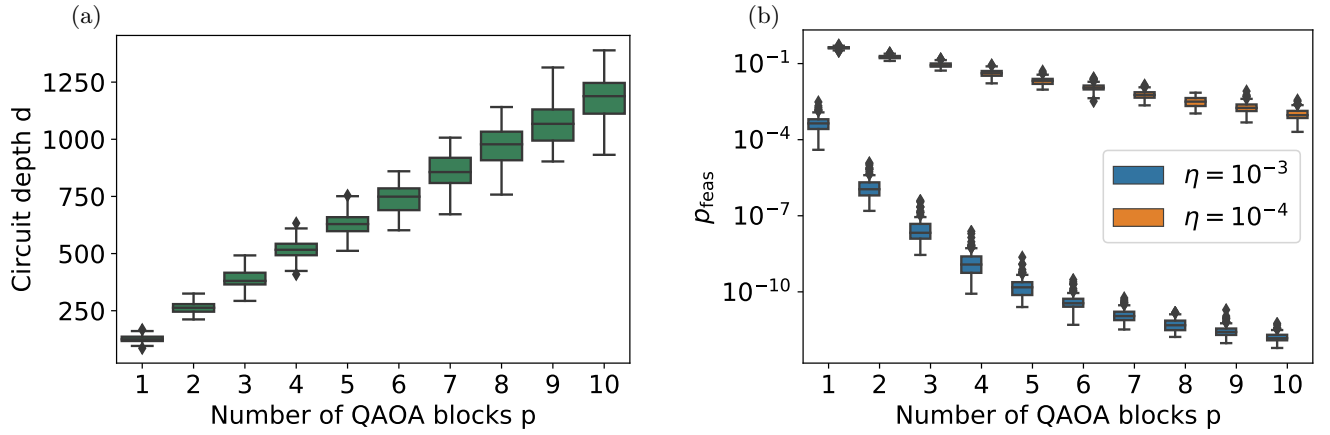 (a)
Circuit depth d
1250
1000
750
500
250
1 2 3 4 5 6 7 8 9 10
Number of QAOA blocks p
(b)
p_feas
10^{-1}
10^{-4}
10^{-7}
10^{-10}
η = 10^{-3}
η = 10^{-4}
1 2 3 4 5 6 7 8 9 10
Number of QAOA blocks p